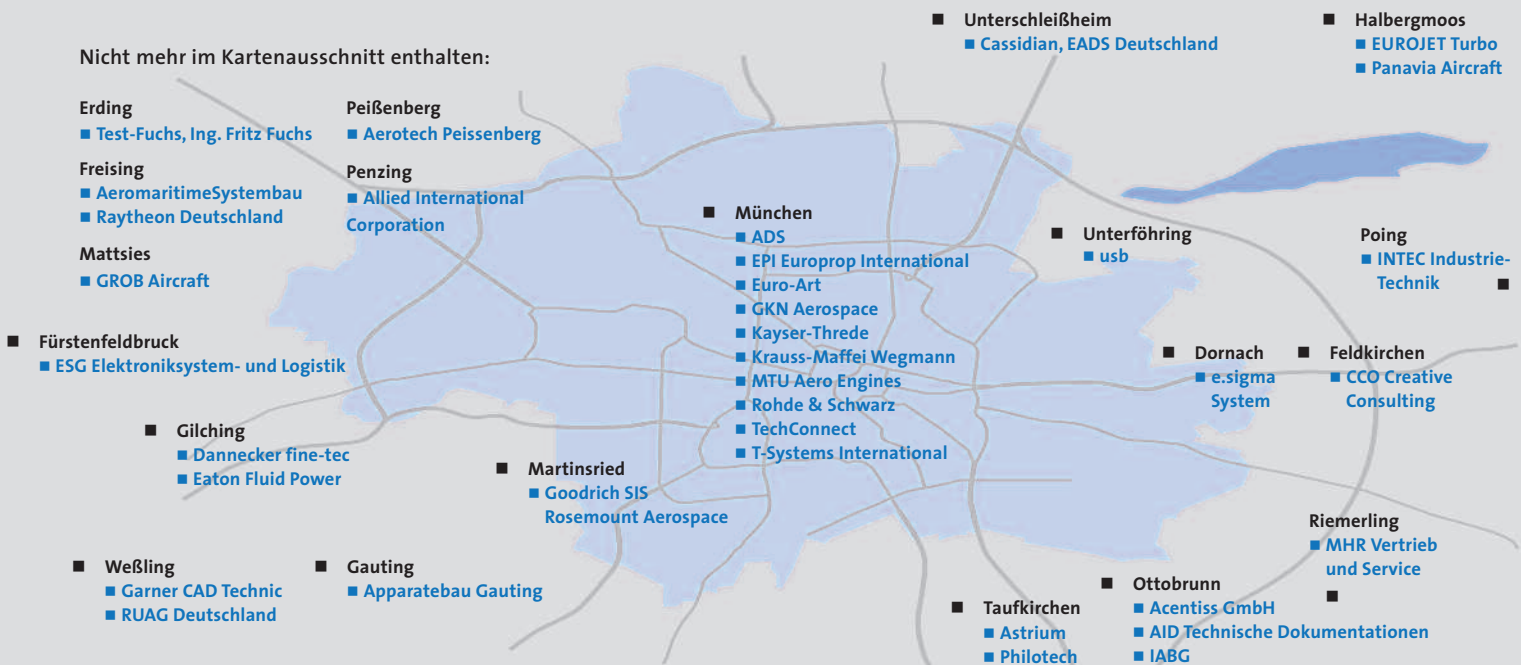 Nicht mehr im Kartenausschnitt enthalten:
Erding
Test-Fuchs, Ing. Fritz Fuchs
Freising
AeromaritimeSystembau
Raytheon Deutschland
Mattsies
GROB Aircraft
Peißenberg
Aerotech Peissenberg
Penzing
Allied International
Corporation
Unterschleißheim
Cassidian, EADS Deutschland
Halbergmoos
EUROJET Turbo
Panavia Aircraft
München
ADS
EPI Europrop International
Euro-Art
GKN Aerospace
Kayser-Threde
Krauss-Maffei Wegmann
MTU Aero Engines
Rohde & Schwarz
TechConnect
T-Systems International
Unterföhring
usb
Poing
INTEC Industrie-
Technik
Fürstenfeldbruck
ESG Elektroniksystem- und Logistik
Dornach
e.sigma
System
Feldkirchen
CCO Creative
Consulting
Gilching
Dannecker fine-tec
Eaton Fluid Power
Martinsried
Goodrich SIS
Rosemount Aerospace
Riemerling
MHR Vertrieb
und Service
Weßling
Garner CAD Technic
RUAG Deutschland
Gauting
Apparatebau Gauting
Taufkirchen
Astrium
Philotech
Ottobrunn
Acentiss GmbH
AID Technische Dokumentationen
IABG